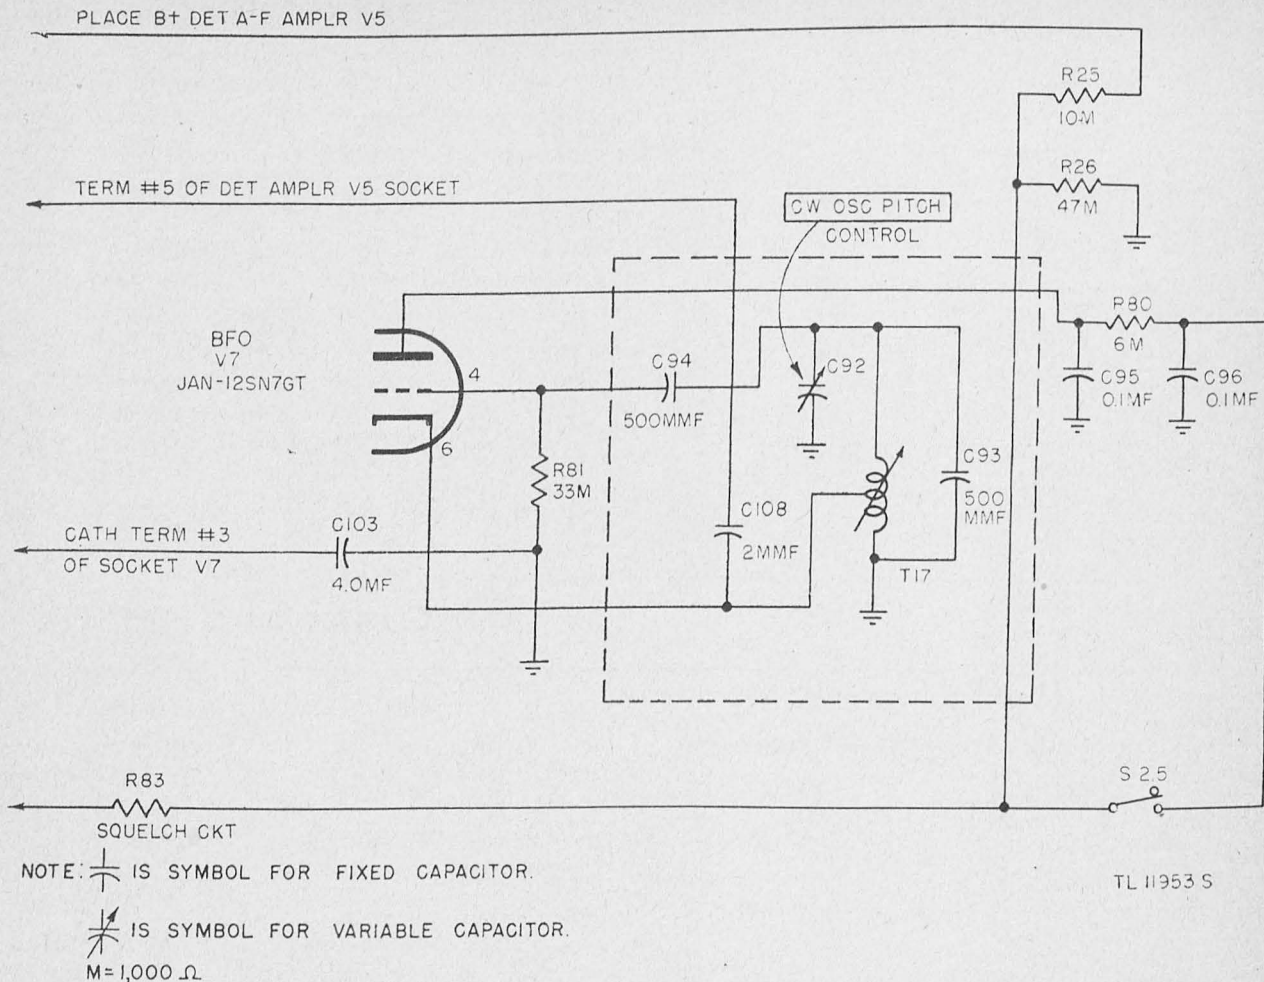 PLACE B+ DET A-F AMPLR V5
R25
10M
R26
47M
TERM #5 OF DET AMPLR V5 SOCKET
CW OSC PITCH
CONTROL
BFO
V7
JAN-12SN7GT
4
6
C94
500MMF
C92
R80
6M
C95
0.1MF
C96
0.1MF
R81
33M
C93
500
MMF
C108
2MMF
T17
CATH TERM #3
OF SOCKET V7
C103
4.0MF
R83
SQUELCH CKT
S 2.5
NOTE: IS SYMBOL FOR FIXED CAPACITOR.
IS SYMBOL FOR VARIABLE CAPACITOR.
M=1,000 Ω
TL 11953 S